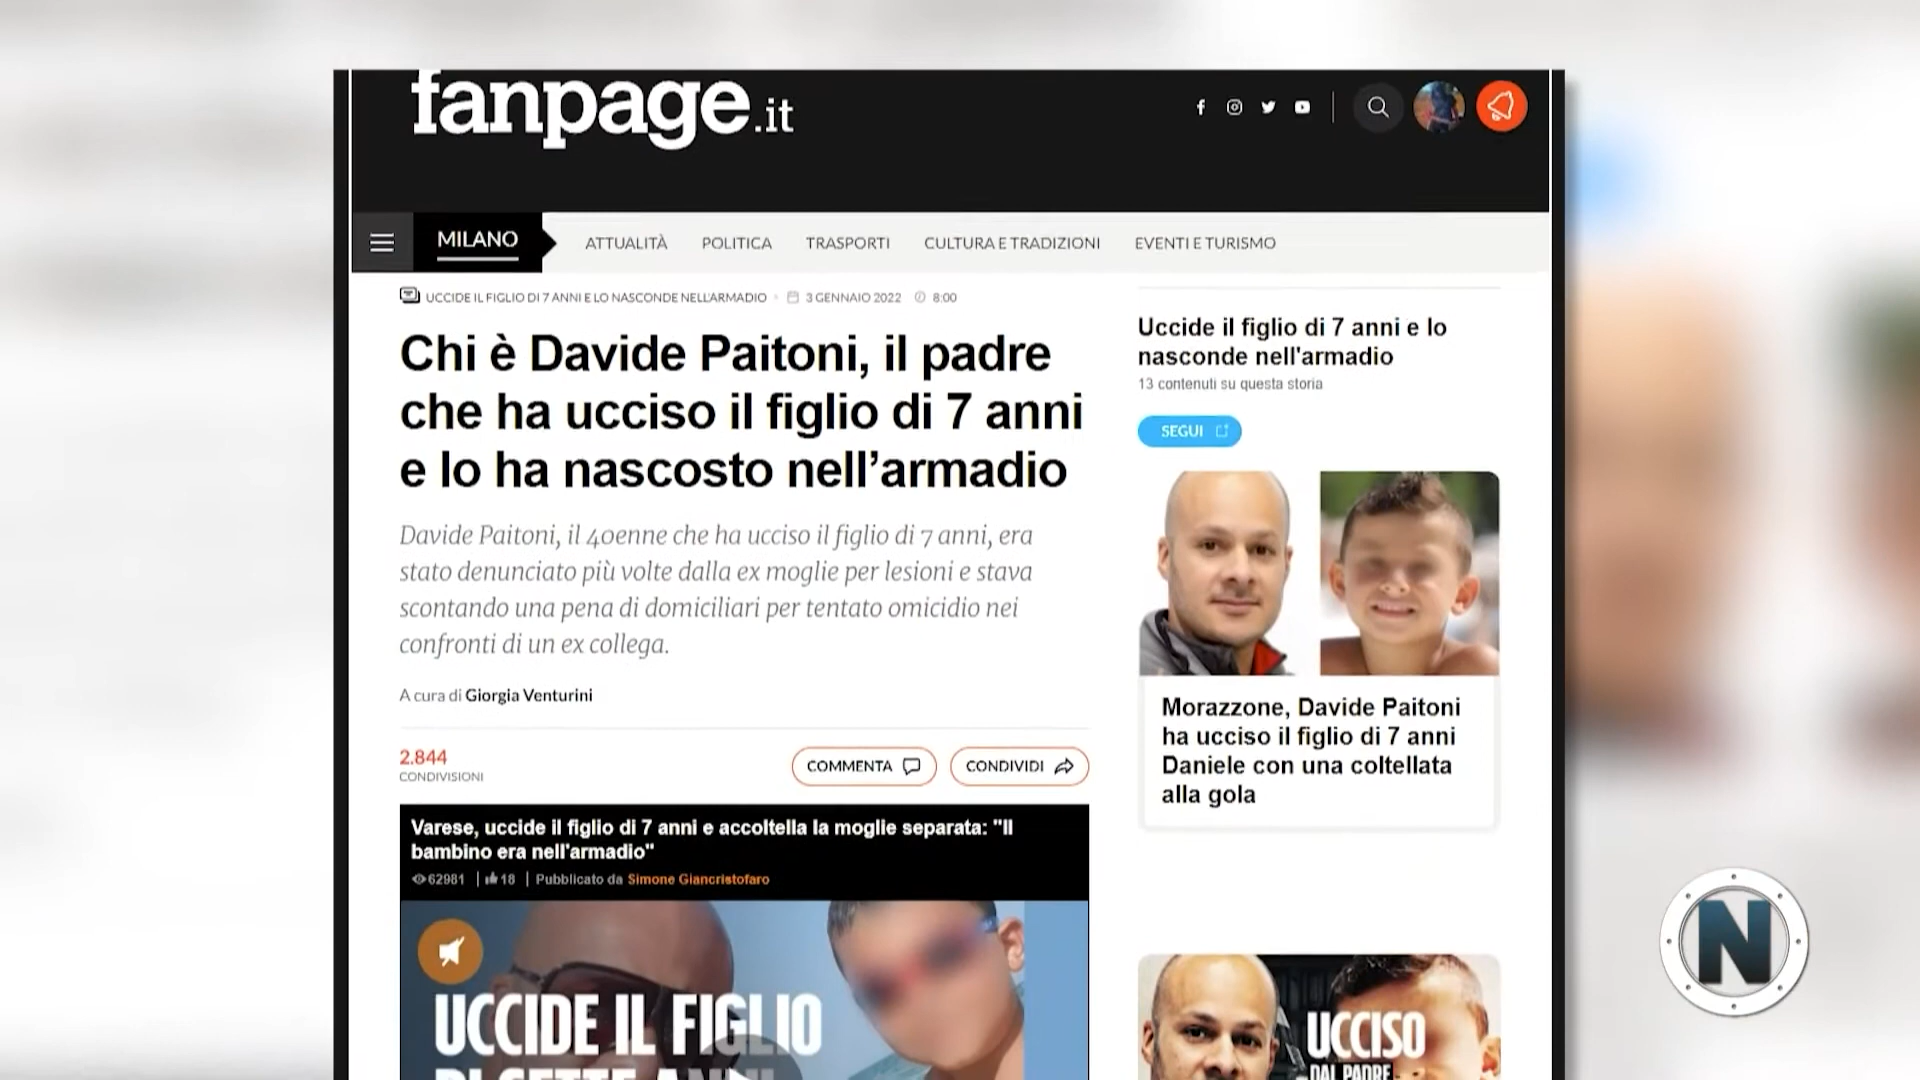 fanpage.it
MILANO
ATTUALITÀ
POLITICA
TRASPORTI
CULTURA E TRADIZIONI
EVENTI E TURISMO
UCCIDE IL FIGLIO DI 7 ANNI E LO NASCONDE NELL'ARMADIO
3 GENNAIO 2022
8:00
Chi è Davide Paitoni, il padre
che ha ucciso il figlio di 7 anni
e lo ha nascosto nell’armadio
Davide Paitoni, il 40enne che ha ucciso il figlio di 7 anni, era
stato denunciato più volte dalla ex moglie per lesioni e stava
scontando una pena di domiciliari per tentato omicidio nei
confronti di un ex collega.
A cura di Giorgia Venturini
2.844
CONDIVISIONI
COMMENTA
CONDIVIDI
Varese, uccide il figlio di 7 anni e accoltella la moglie separata: "Il
bambino era nell'armadio"
62981 | 18 | Pubblicato da Simone Giancristofaro
UCCIDE IL FIGLIO
DI SETTE ANNI
Uccide il figlio di 7 anni e lo
nasconde nell'armadio
13 contenuti su questa storia
SEGUI
Morazzone, Davide Paitoni
ha ucciso il figlio di 7 anni
Daniele con una coltellata
alla gola
UCCISO
DAL PADRE
N